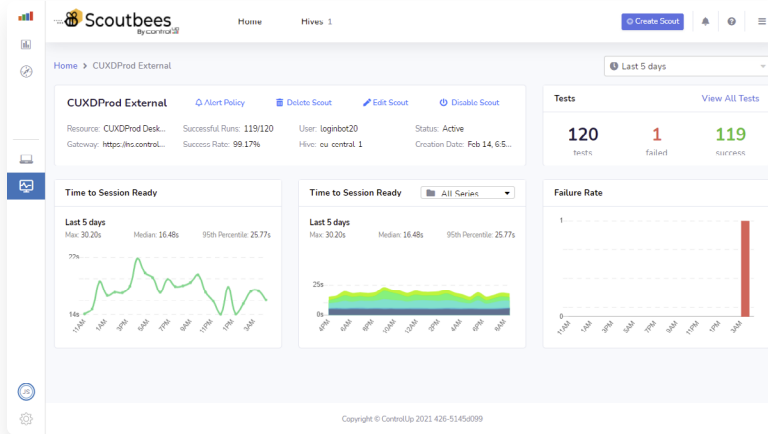 Scoutbees
By controlup
Home
Hives 1
Create Scout
?
Home > CUXDProd External
Last 5 days
CUXDProd External
Alert Policy
Delete Scout
Edit Scout
Disable Scout
Resource: CUXDProd Desk...
Successful Runs: 119/120
User: loginbot20
Status: Active
Gateway: https://ns.control...
Success Rate: 99.17%
Hive: eu_central_1
Creation Date: Feb 14, 6:5...
Tests
View All Tests
120
1
119
tests
failed
success
Time to Session Ready
Last 5 days
Max: 30.20s
Median: 16.48s
95th Percentile: 25.77s
22s
14s
11AM
1AM
3PM
5AM
7PM
9AM
11PM
1PM
3AM
Time to Session Ready
All Series
Last 5 days
Max: 30.20s
Median: 16.48s
95th Percentile: 25.77s
25s
0s
4PM
6AM
8PM
10AM
12AM
2PM
4AM
6PM
8AM
Failure Rate
1
0
11AM
1AM
3PM
5AM
7PM
9AM
11PM
1PM
3AM
JS
Copyright © ControlUp 2021 426-5145d099